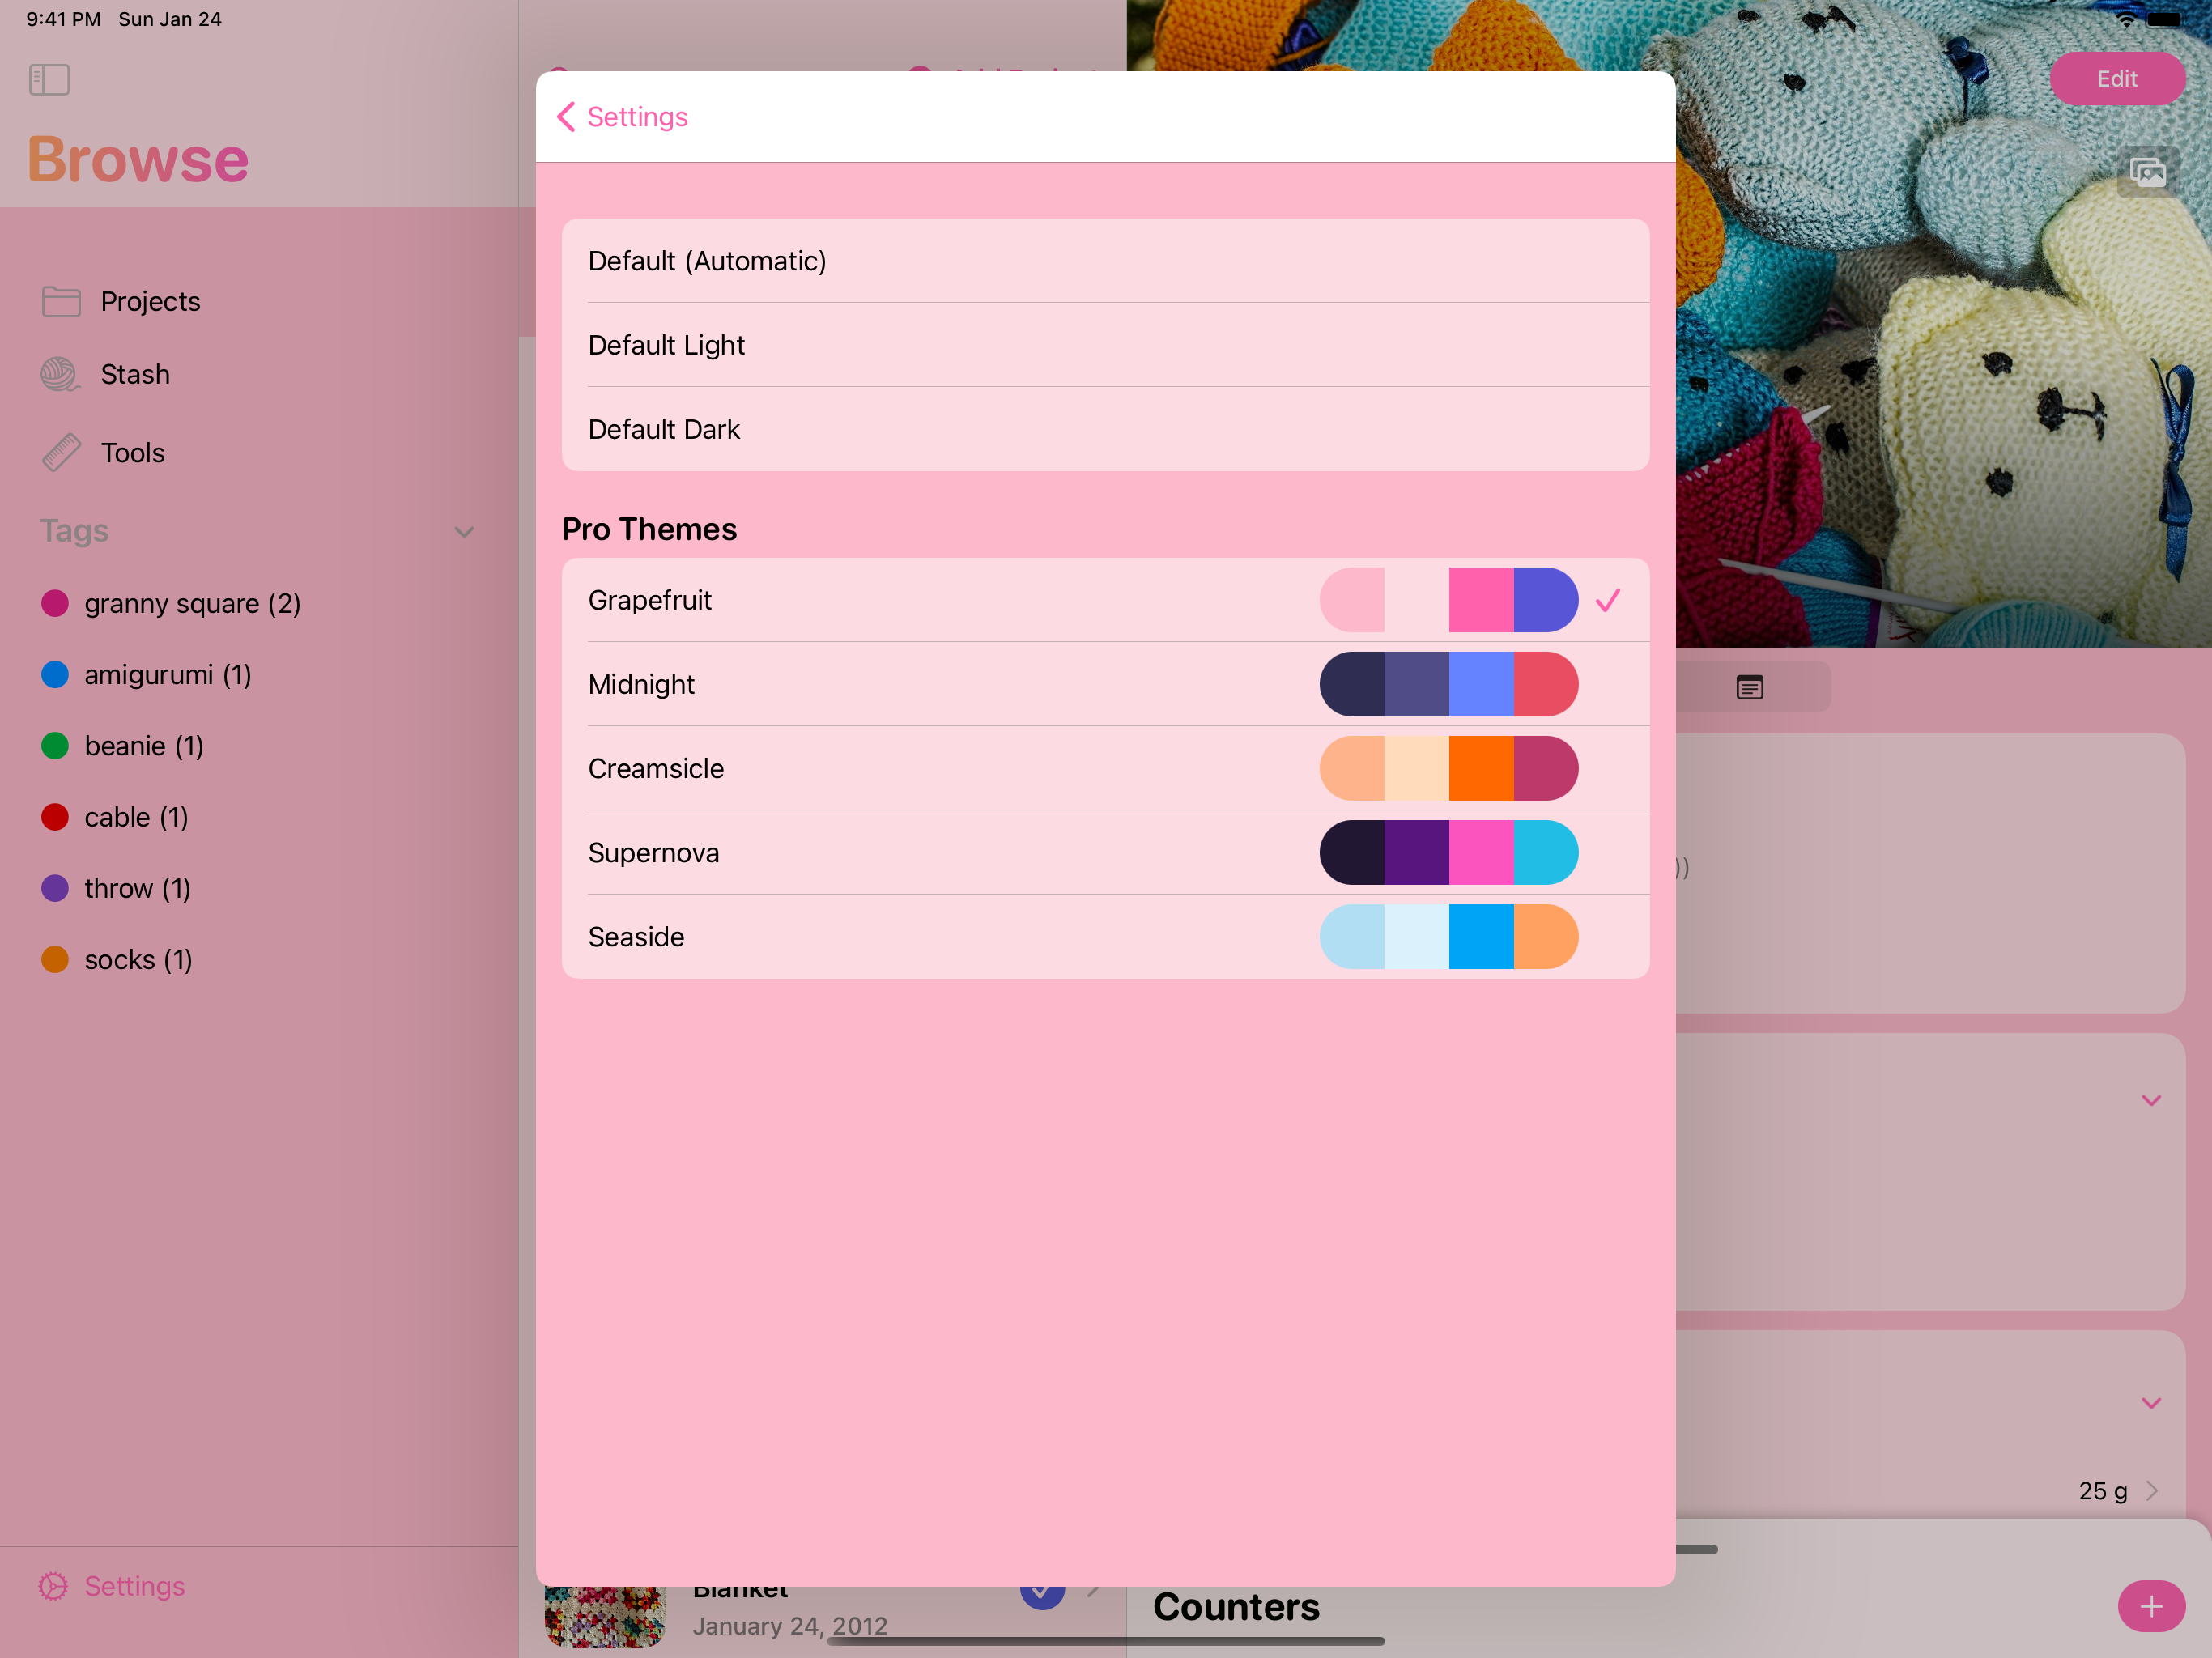 9:41 PM Sun Jan 24
Browse
Projects
Stash
Tools
Tags
granny square (2)
amigurumi (1)
beanie (1)
cable (1)
throw (1)
socks (1)
Settings
Settings
Default (Automatic)
Default Light
Default Dark
Pro Themes
Grapefruit
Midnight
Creamsicle
Supernova
Seaside
Blanket
January 24, 2012
Edit
))
25 g
Counters